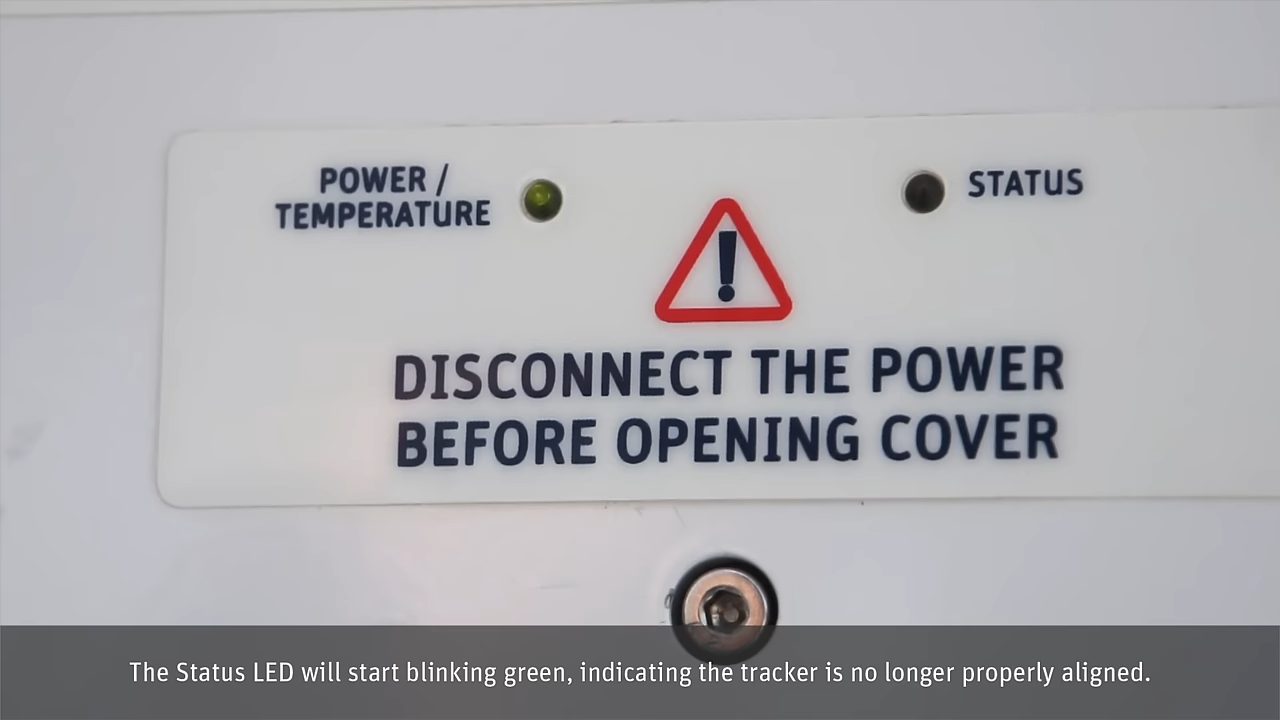 POWER /
TEMPERATURE
STATUS
!
DISCONNECT THE POWER
BEFORE OPENING COVER
The Status LED will start blinking green, indicating the tracker is no longer properly aligned.